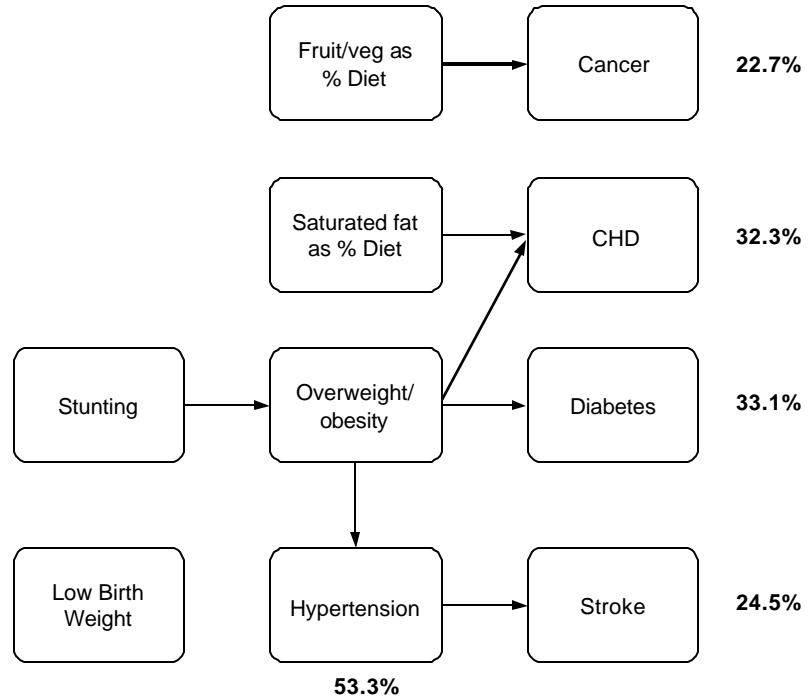 Fruit/veg as
% Diet
Cancer
22.7%
Saturated fat
as % Diet
CHD
32.3%
Stunting
Overweight/
obesity
Diabetes
33.1%
Low Birth
Weight
Hypertension
Stroke
24.5%
53.3%